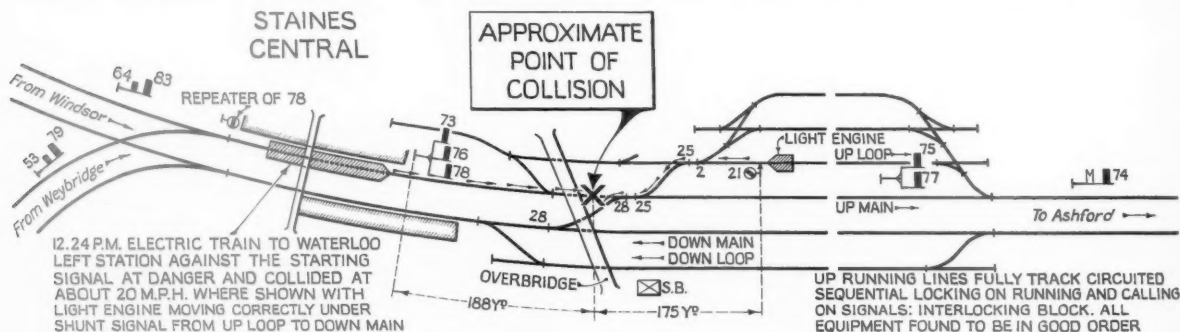 STAINES
CENTRAL
APPROXIMATE
POINT OF
COLLISION
64 83
From Windsor
REPEATER OF 78
53 79
From Weybridge
73
76
78
25
2
21
LIGHT ENGINE
UP LOOP
75
77
M 74
28
28 25
UP MAIN
To Ashford
DOWN MAIN
DOWN LOOP
OVERBRIDGE
S.B.
188 YDS
175 YDS
12.24 P.M. ELECTRIC TRAIN TO WATERLOO
LEFT STATION AGAINST THE STARTING
SIGNAL AT DANGER AND COLLIDED AT
ABOUT 20 M.P.H. WHERE SHOWN WITH
LIGHT ENGINE MOVING CORRECTLY UNDER
SHUNT SIGNAL FROM UP LOOP TO DOWN MAIN
UP RUNNING LINES FULLY TRACK CIRCUITED
SEQUENTIAL LOCKING ON RUNNING AND CALLING
ON SIGNALS: INTERLOCKING BLOCK. ALL
EQUIPMENT FOUND TO BE IN GOOD ORDER